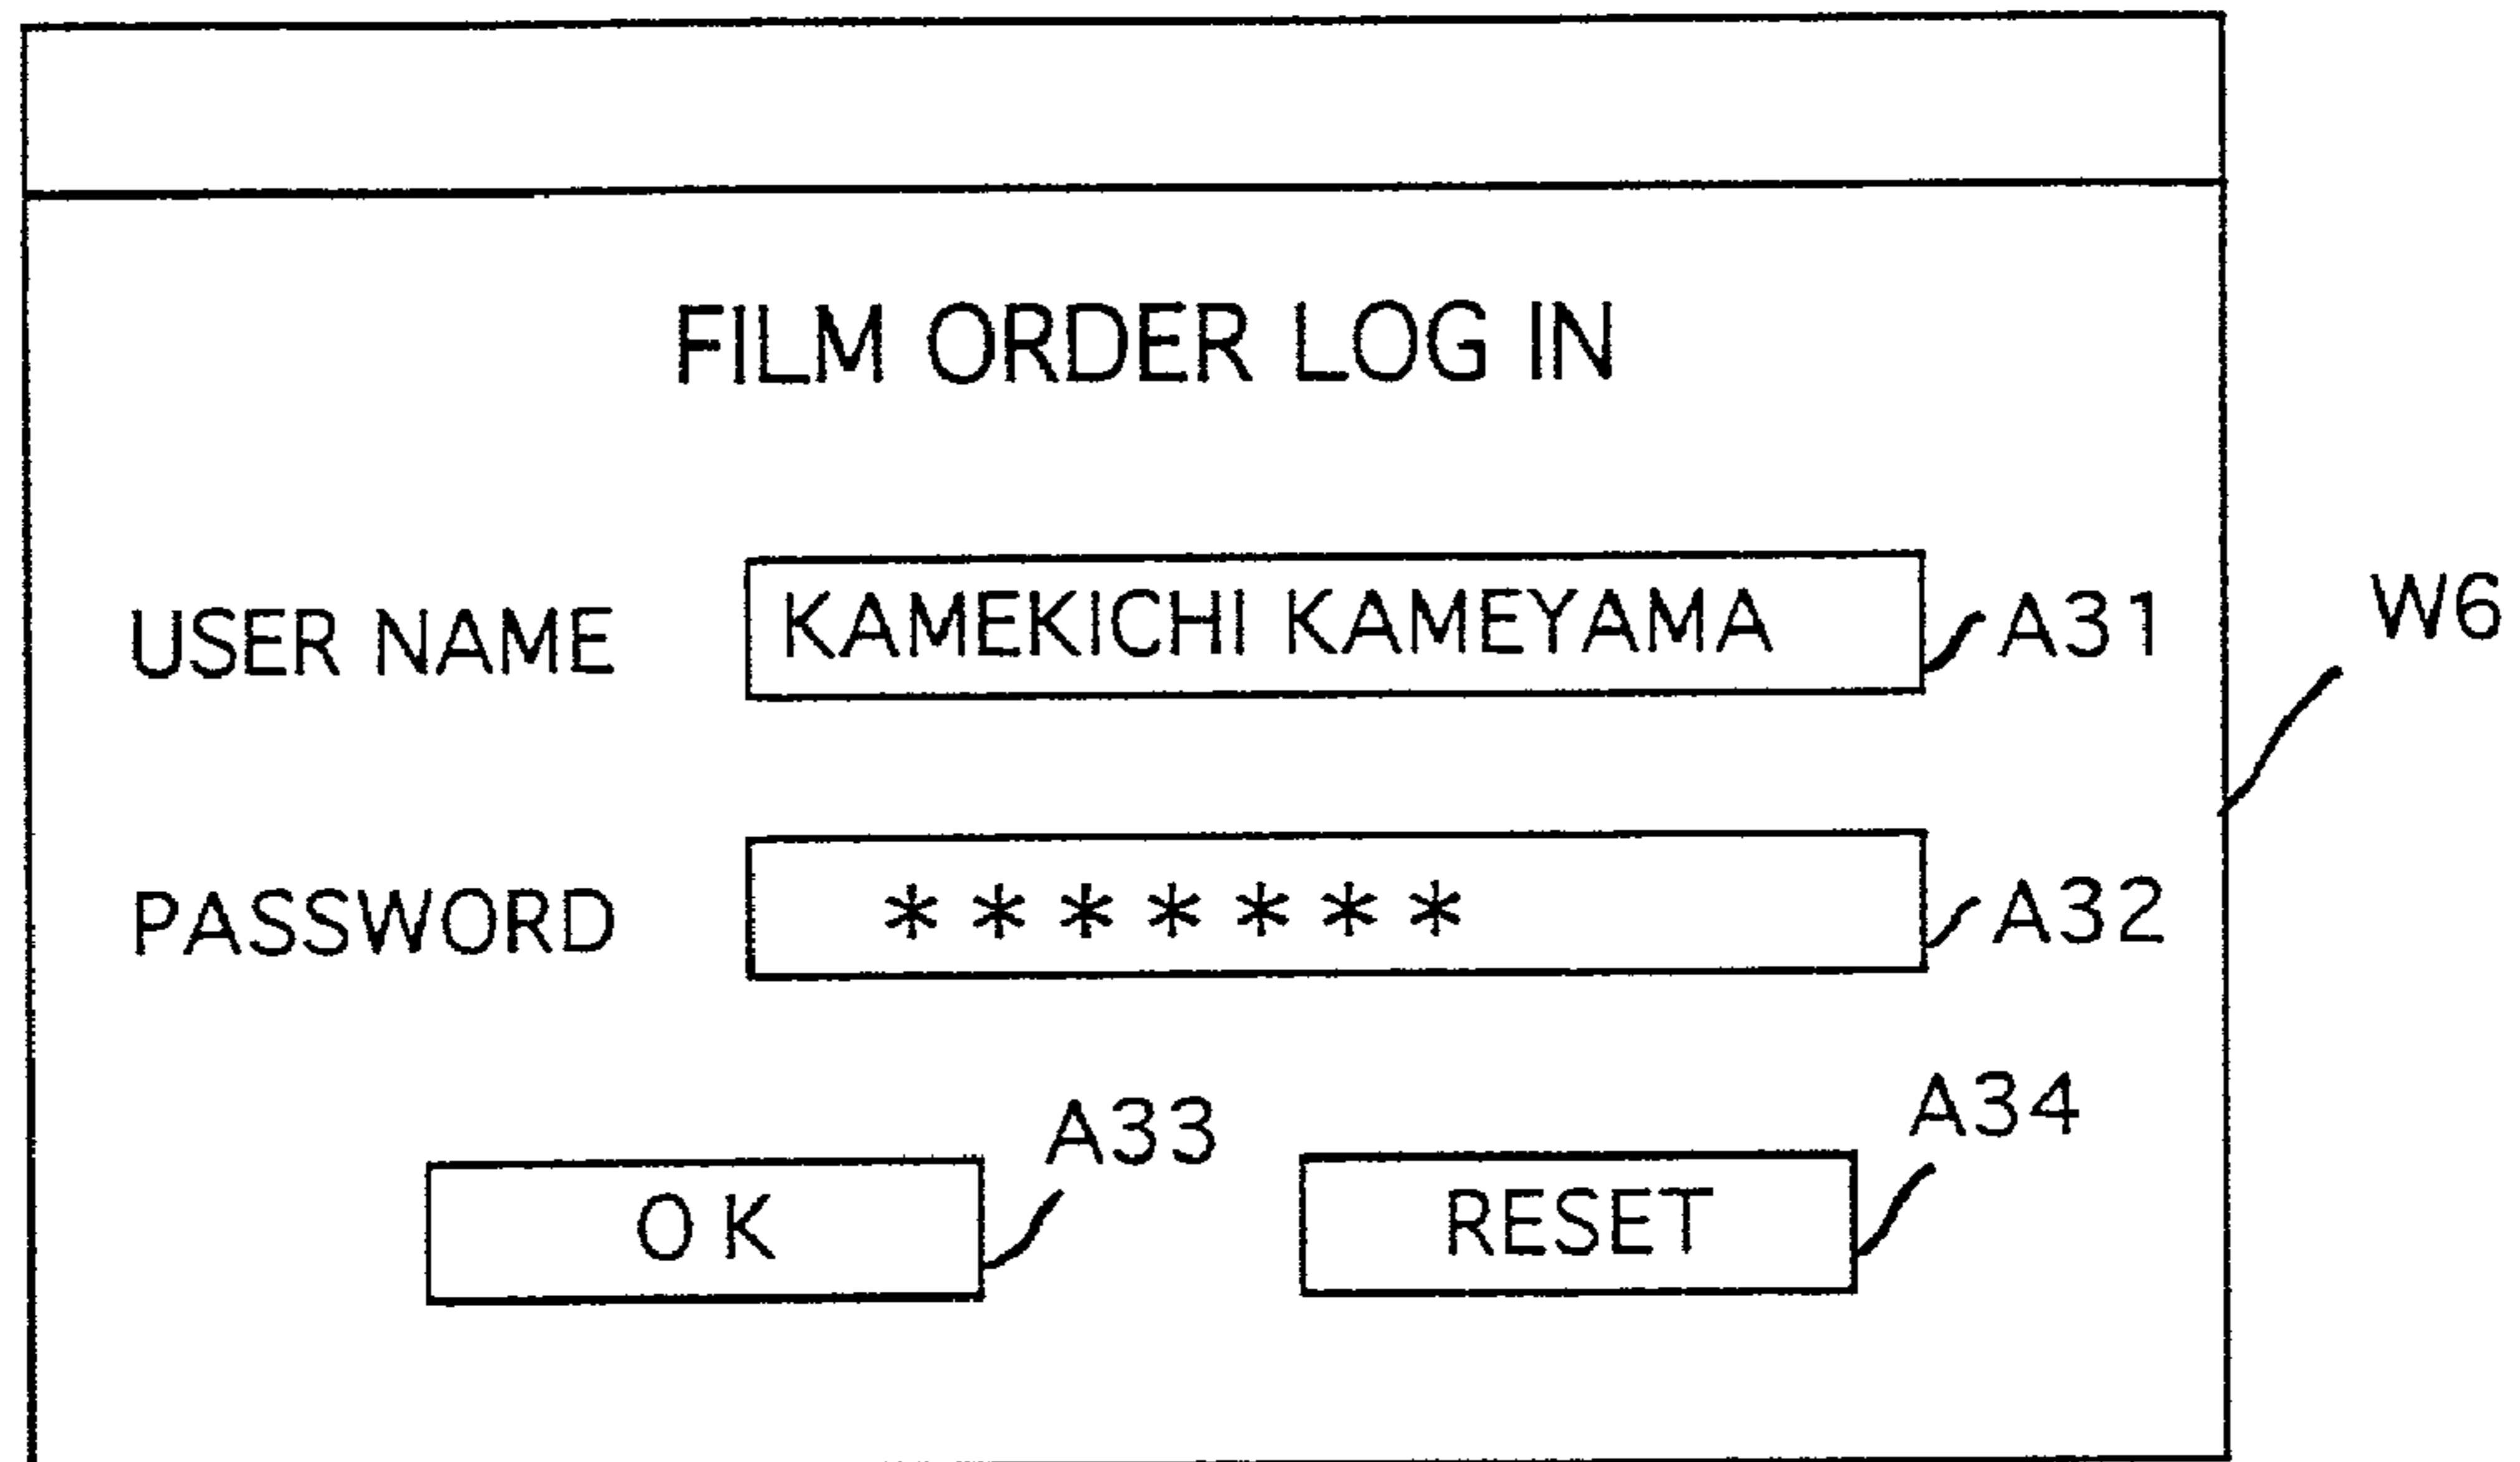 FILM ORDER LOG IN
USER NAME KAMEKICHI KAMEYAMA A31 W6
PASSWORD ******* A32
A33 A34
OK RESET